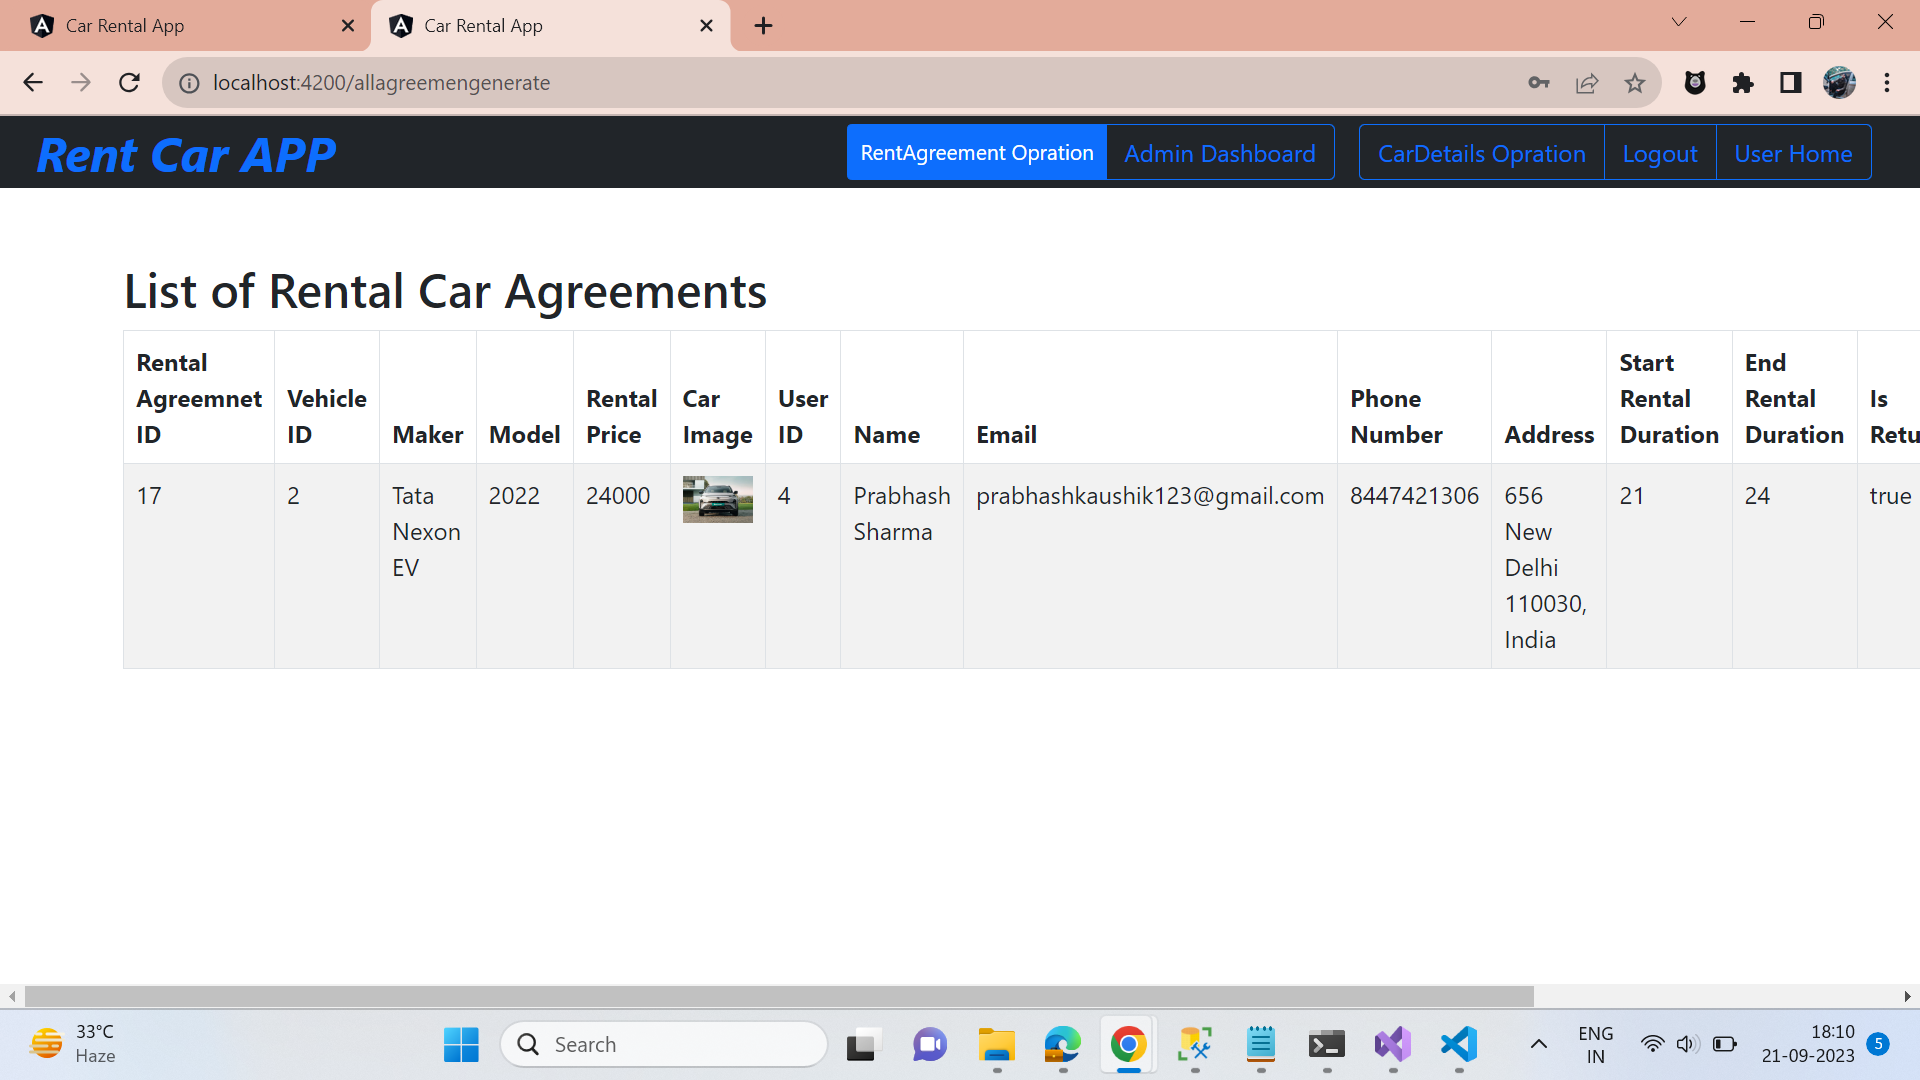 Car Rental App
Car Rental App
localhost:4200/allagreemengenerate
Rent Car APP
RentAgreement Opration
Admin Dashboard
CarDetails Opration
Logout
User Home
List of Rental Car Agreements
Rental
Agreemnet
ID
Vehicle
ID
Maker
Model
Rental
Price
Car
Image
User
ID
Name
Email
Phone
Number
Address
Start
Rental
Duration
End
Rental
Duration
Is
Retu
17
2
Tata
Nexon
EV
2022
24000
4
Prabhash
Sharma
prabhashkaushik123@gmail.com
8447421306
656
New
Delhi
110030,
India
21
24
true
33°C
Haze
Search
ENG
IN
18:10
21-09-2023
5